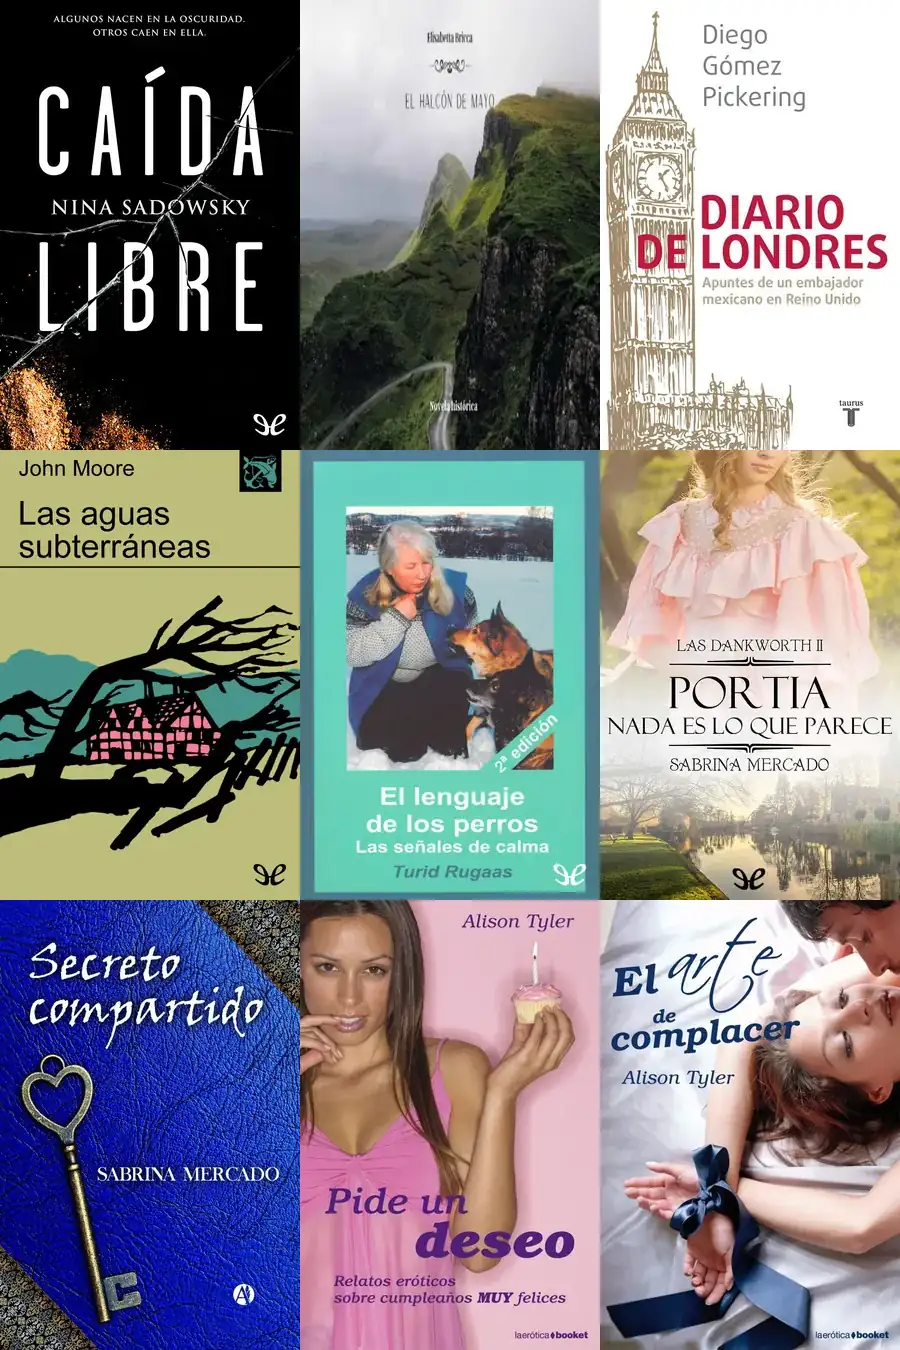 ALGUNOS NACEN EN LA OSCURIDAD.
OTROS CAEN EN ELLA.
CAÍDA
NINA SADOWSKY
LIBRE
Elisabetta Bricca
EL HALCÓN DE MAYO
Novela histórica
Diego
Gómez
Pickering
DIARIO
DE LONDRES
Apuntes de un embajador
mexicano en Reino Unido
taurus
John Moore
Las aguas
subterráneas
2ª edición
El lenguaje
de los perros
Las señales de calma
Turid Rugaas
LAS DANKWORTH II
PORTIA
NADA ES LO QUE PARECE
SABRINA MERCADO
Secreto
compartido
SABRINA MERCADO
Alison Tyler
Pide un
deseo
Relatos eróticos
sobre cumpleaños MUY felices
laerótica booket
El arte
de
complacer
Alison Tyler
laerótica booket